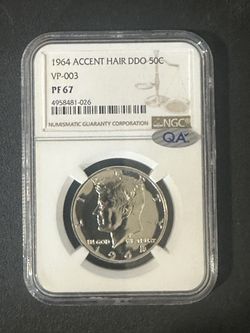 1964 ACCENT HAIR DDO 50C
VP-003
PF 67
4958481-026
NUMISMATIC GUARANTY CORPORATION
NGC
QA
IN GOD WE TRUST
1964